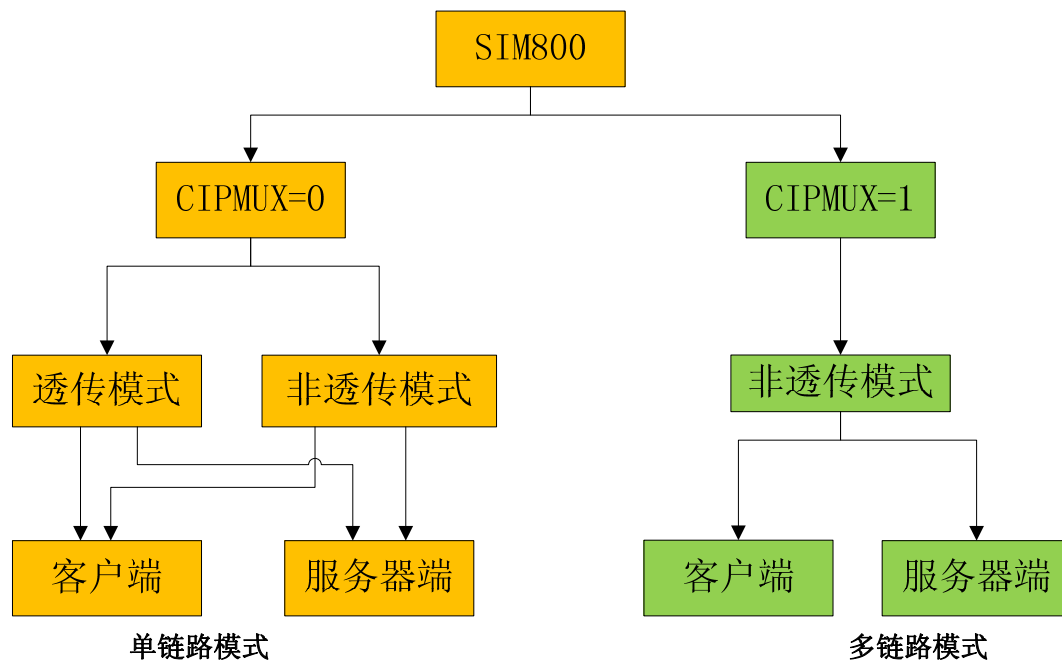 SIM800
CIPMUX=0
CIPMUX=1
透传模式
非透传模式
非透传模式
客户端
服务器端
客户端
服务器端
单链路模式
多链路模式